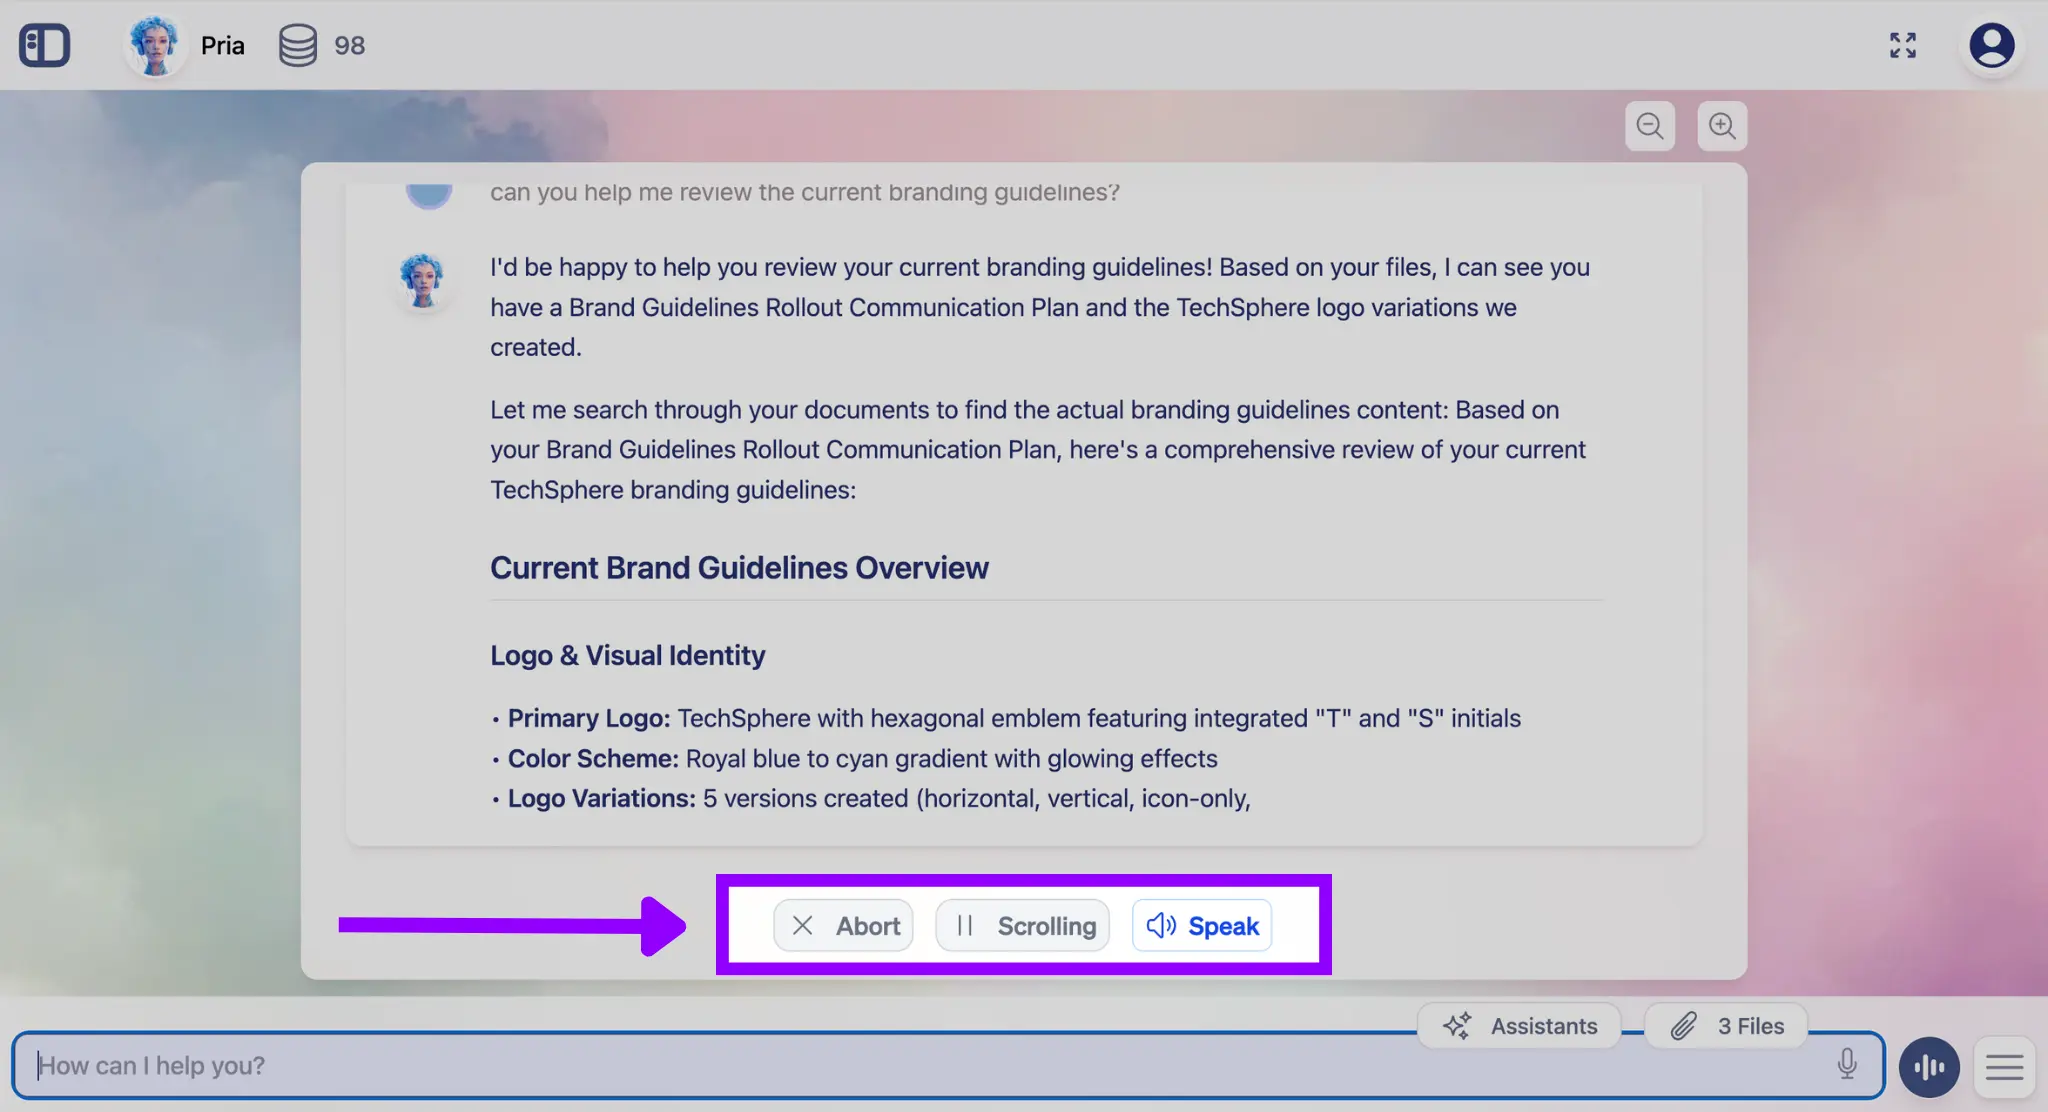 Pria 98
can you help me review the current branding guidelines?
I'd be happy to help you review your current branding guidelines! Based on your files, I can see you
have a Brand Guidelines Rollout Communication Plan and the TechSphere logo variations we
created.
Let me search through your documents to find the actual branding guidelines content: Based on
your Brand Guidelines Rollout Communication Plan, here's a comprehensive review of your current
TechSphere branding guidelines:
Current Brand Guidelines Overview
Logo & Visual Identity
• Primary Logo: TechSphere with hexagonal emblem featuring integrated "T" and "S" initials
• Color Scheme: Royal blue to cyan gradient with glowing effects
• Logo Variations: 5 versions created (horizontal, vertical, icon-only,
Abort Scrolling Speak
Assistants 3 Files
How can I help you?